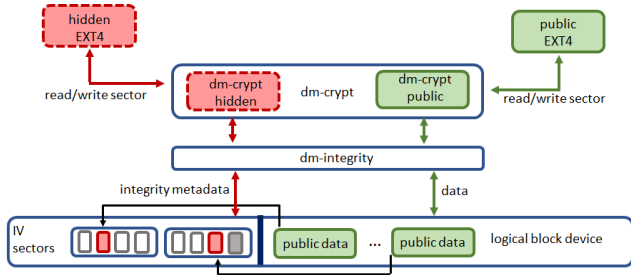 hidden
EXT4
public
EXT4
dm-crypt
hidden
dm-crypt
dm-crypt
public
read/write sector
read/write sector
dm-integrity
integrity metadata
data
IV
sectors
public data
...
public data
logical block device